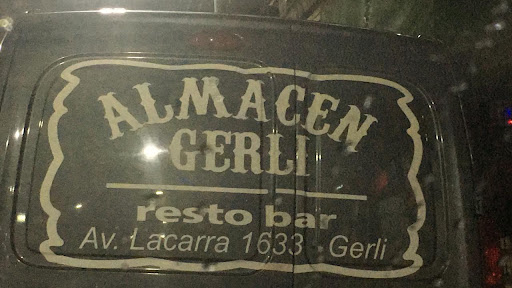 ALMACEN
GERLI
resto bar
Av. Lacarra 1633 - Gerli